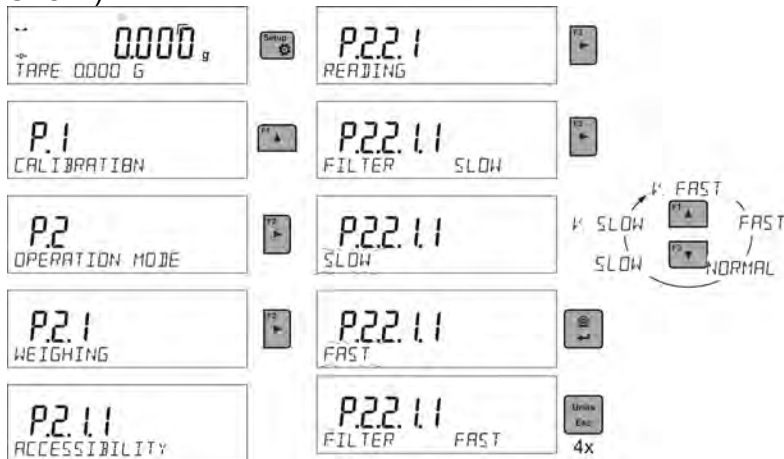 0.000 g
TARE 0.000 G
Setup
P.1
CALIBRATION
F1
P.2
OPERATION MODE
F2
P.2.1
WEIGHING
F2
P.2.1.1
ACCESSIBILITY
P.2.2.1
READING
F2
P.2.2.1.1
FILTER SLOW
F2
P.2.2.1.1
SLOW
V. FAST
F1
V. SLOW
FAST
SLOW
F3
NORMAL
P.2.2.1.1
FAST
P.2.2.1.1
FILTER FAST
Units
Esc
4x